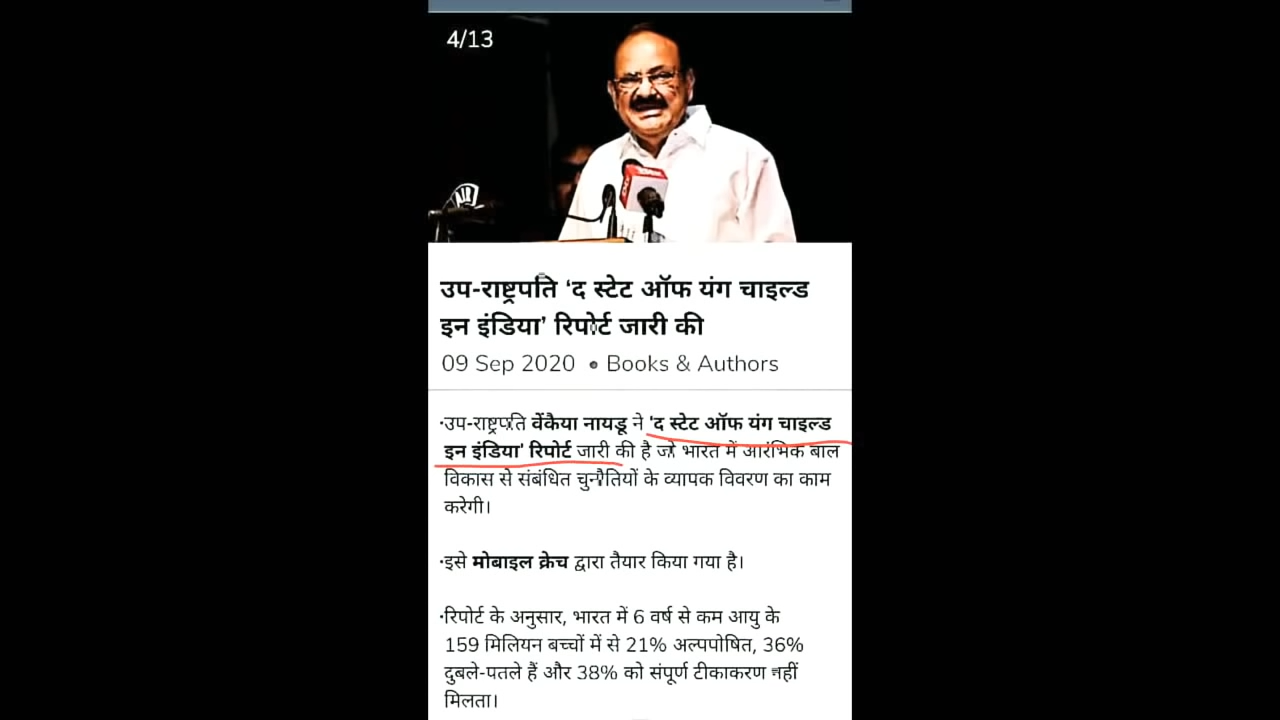 4/13
AIR
उप-राष्ट्रपति ‘द स्टेट ऑफ यंग चाइल्ड
इन इंडिया’ रिपोर्ट जारी की
09 Sep 2020 • Books & Authors
·उप-राष्ट्रपति वेंकैया नायडू ने ‘द स्टेट ऑफ यंग चाइल्ड
इन इंडिया’ रिपोर्ट जारी की है जो भारत में आरंभिक बाल
विकास से संबंधित चुनौतियों के व्यापक विवरण का काम
करेगी।
·इसे मोबाइल क्रेच द्वारा तैयार किया गया है।
·रिपोर्ट के अनुसार, भारत में 6 वर्ष से कम आयु के
159 मिलियन बच्चों में से 21% अल्पपोषित, 36%
दुबले-पतले हैं और 38% को संपूर्ण टीकाकरण नहीं
मिलता।